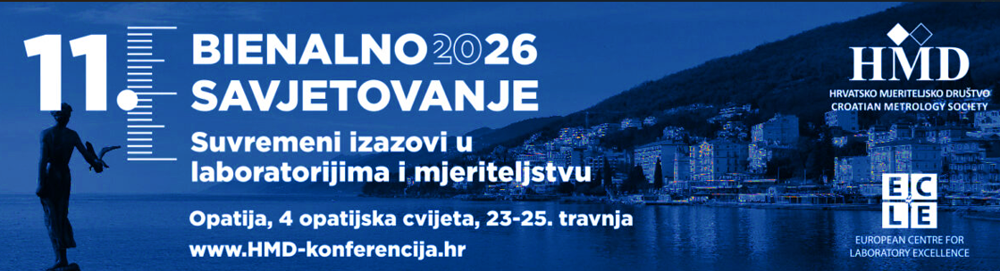 11.
BIENALNO 2026
SAVJETOVANJE
Suvremeni izazovi u
laboratorijima i mjeriteljstvu
Opatija, 4 opatijska cvijeta, 23-25. travnja
www.HMD-konferencija.hr
HMD
HRVATSKO MJERITELJSKO DRUŠTVO
CROATIAN METROLOGY SOCIETY
EC
LE
EUROPEAN CENTRE FOR
LABORATORY EXCELLENCE